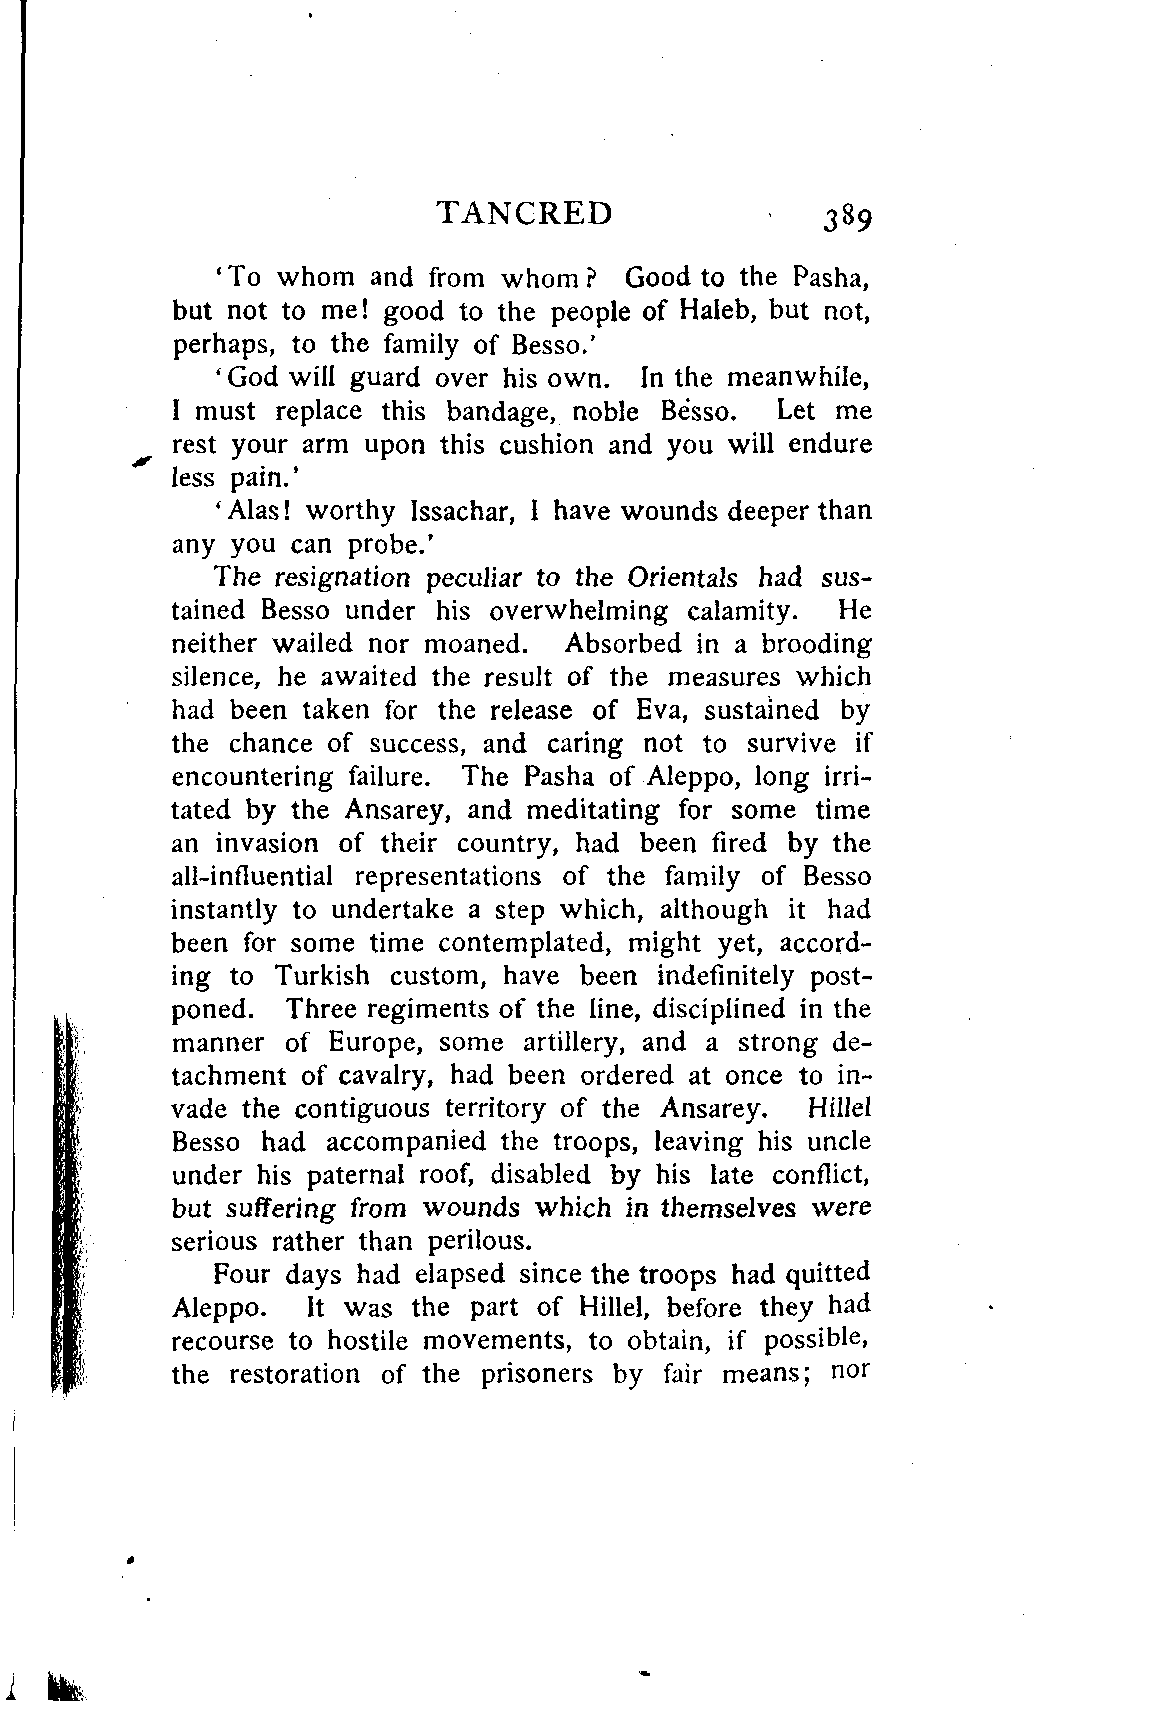 TANCRED 389
‘To whom and from whom? Good to the Pasha,
but not to me! good to the people of Haleb, but not,
perhaps, to the family of Besso.’
‘God will guard over his own. In the meanwhile,
I must replace this bandage, noble Besso. Let me
rest your arm upon this cushion and you will endure
less pain.’
‘Alas! worthy Issachar, I have wounds deeper than
any you can probe.’
The resignation peculiar to the Orientals had sus-
tained Besso under his overwhelming calamity. He
neither wailed nor moaned. Absorbed in a brooding
silence, he awaited the result of the measures which
had been taken for the release of Eva, sustained by
the chance of success, and caring not to survive if
encountering failure. The Pasha of Aleppo, long irri-
tated by the Ansarey, and meditating for some time
an invasion of their country, had been fired by the
all-influential representations of the family of Besso
instantly to undertake a step which, although it had
been for some time contemplated, might yet, accord-
ing to Turkish custom, have been indefinitely post-
poned. Three regiments of the line, disciplined in the
manner of Europe, some artillery, and a strong de-
tachment of cavalry, had been ordered at once to in-
vade the contiguous territory of the Ansarey. Hillel
Besso had accompanied the troops, leaving his uncle
under his paternal roof, disabled by his late conflict,
but suffering from wounds which in themselves were
serious rather than perilous.
Four days had elapsed since the troops had quitted
Aleppo. It was the part of Hillel, before they had
recourse to hostile movements, to obtain, if possible,
the restoration of the prisoners by fair means; nor